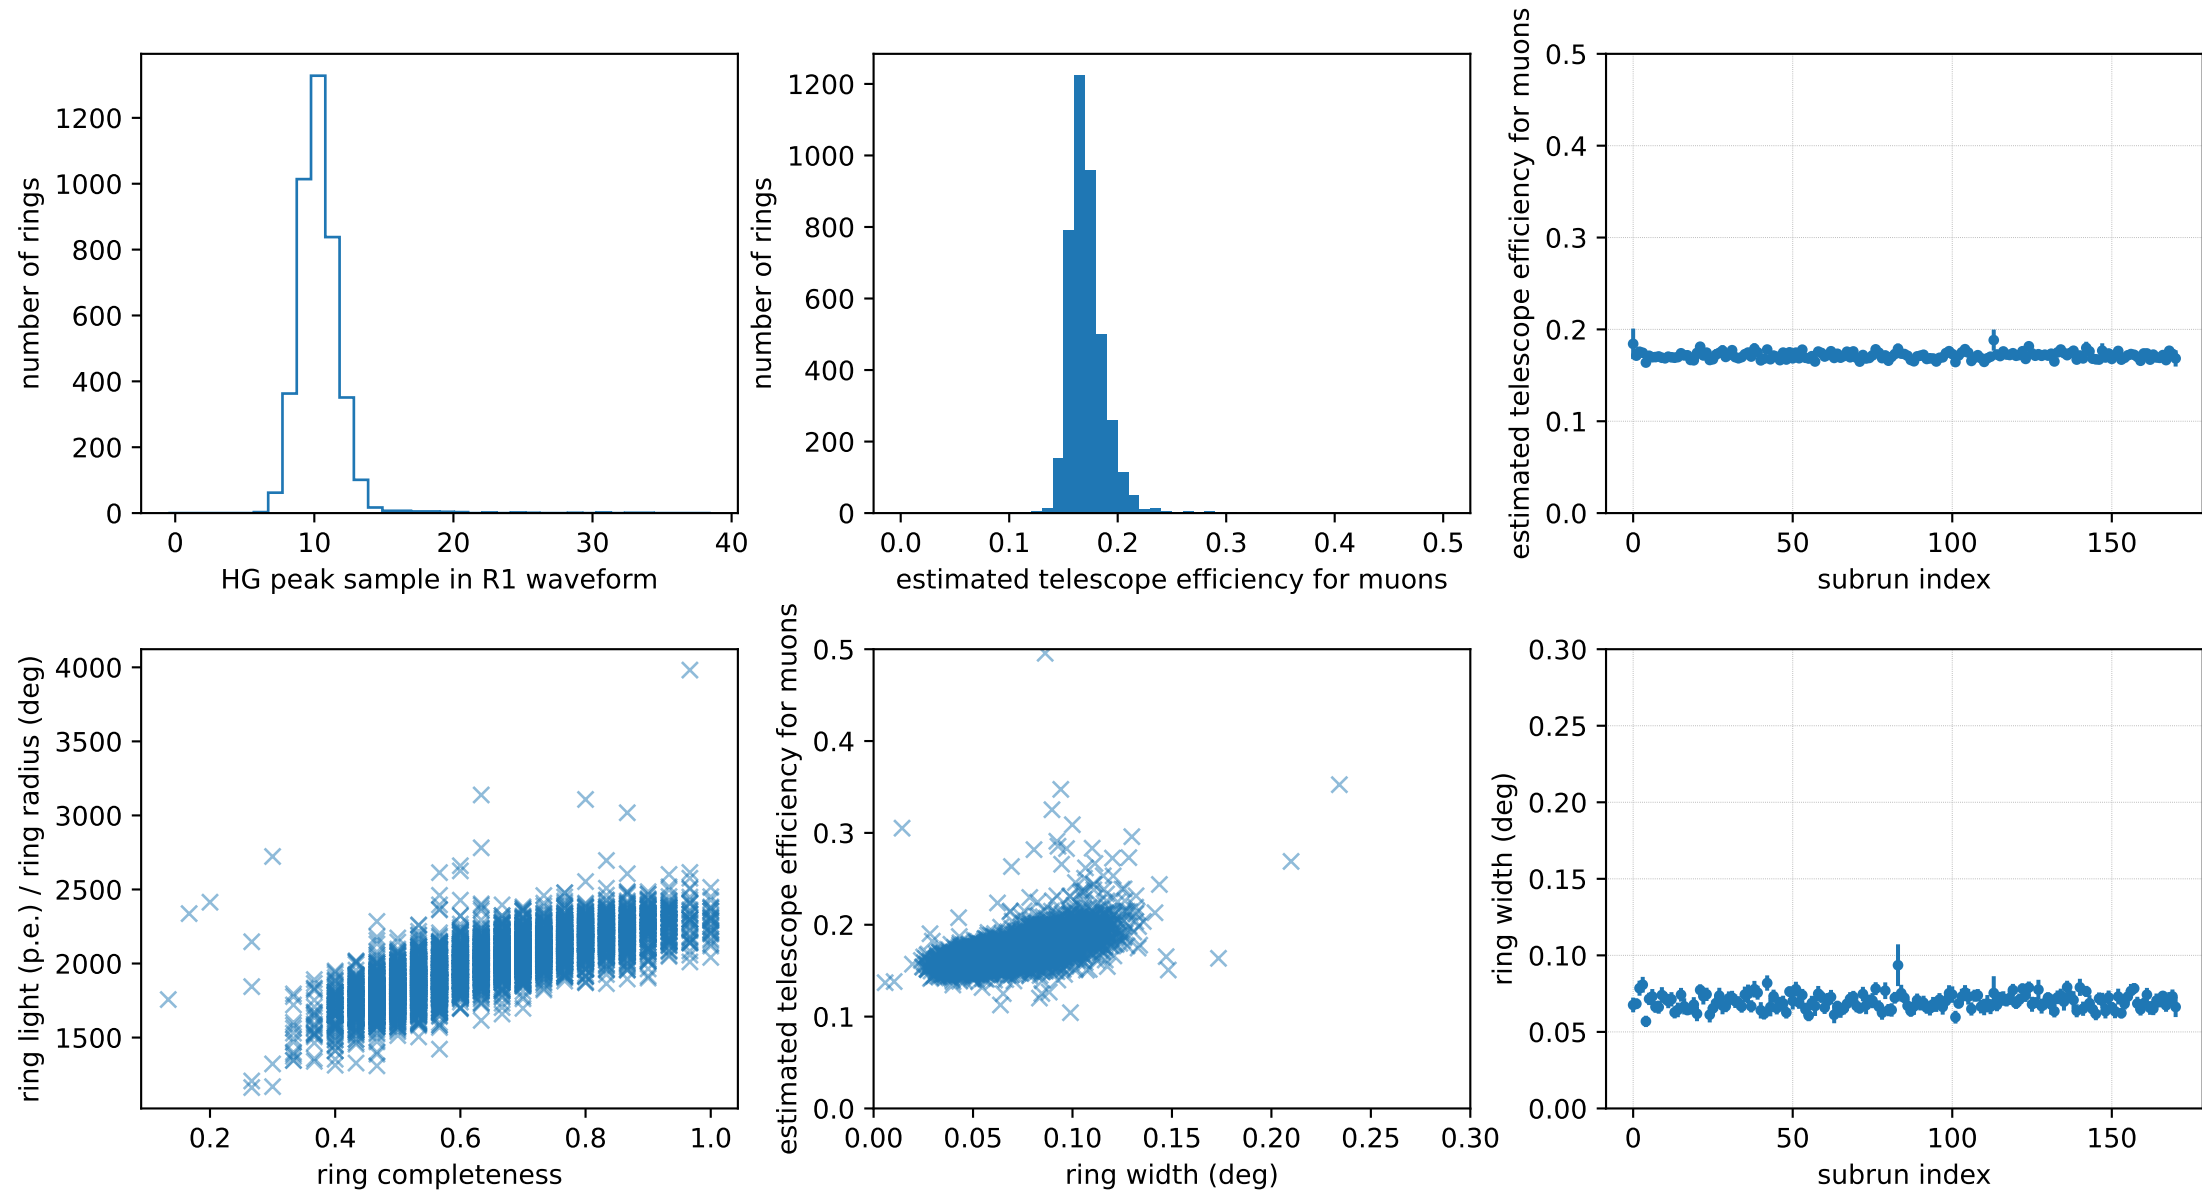 number of rings
1200
1000
800
600
400
200
0
0 10 20 30 40
HG peak sample in R1 waveform
number of rings
1200
1000
800
600
400
200
0
0.0 0.1 0.2 0.3 0.4 0.5
estimated telescope efficiency for muons
estimated telescope efficiency for muons
0.5
0.4
0.3
0.2
0.1
0.0
0 50 100 150
subrun index
ring light (p.e.) / ring radius (deg)
4000
3500
3000
2500
2000
1500
0.2 0.4 0.6 0.8 1.0
ring completeness
estimated telescope efficiency for muons
0.5
0.4
0.3
0.2
0.1
0.0
0.00 0.05 0.10 0.15 0.20 0.25 0.30
ring width (deg)
ring width (deg)
0.30
0.25
0.20
0.15
0.10
0.05
0.00
0 50 100 150
subrun index